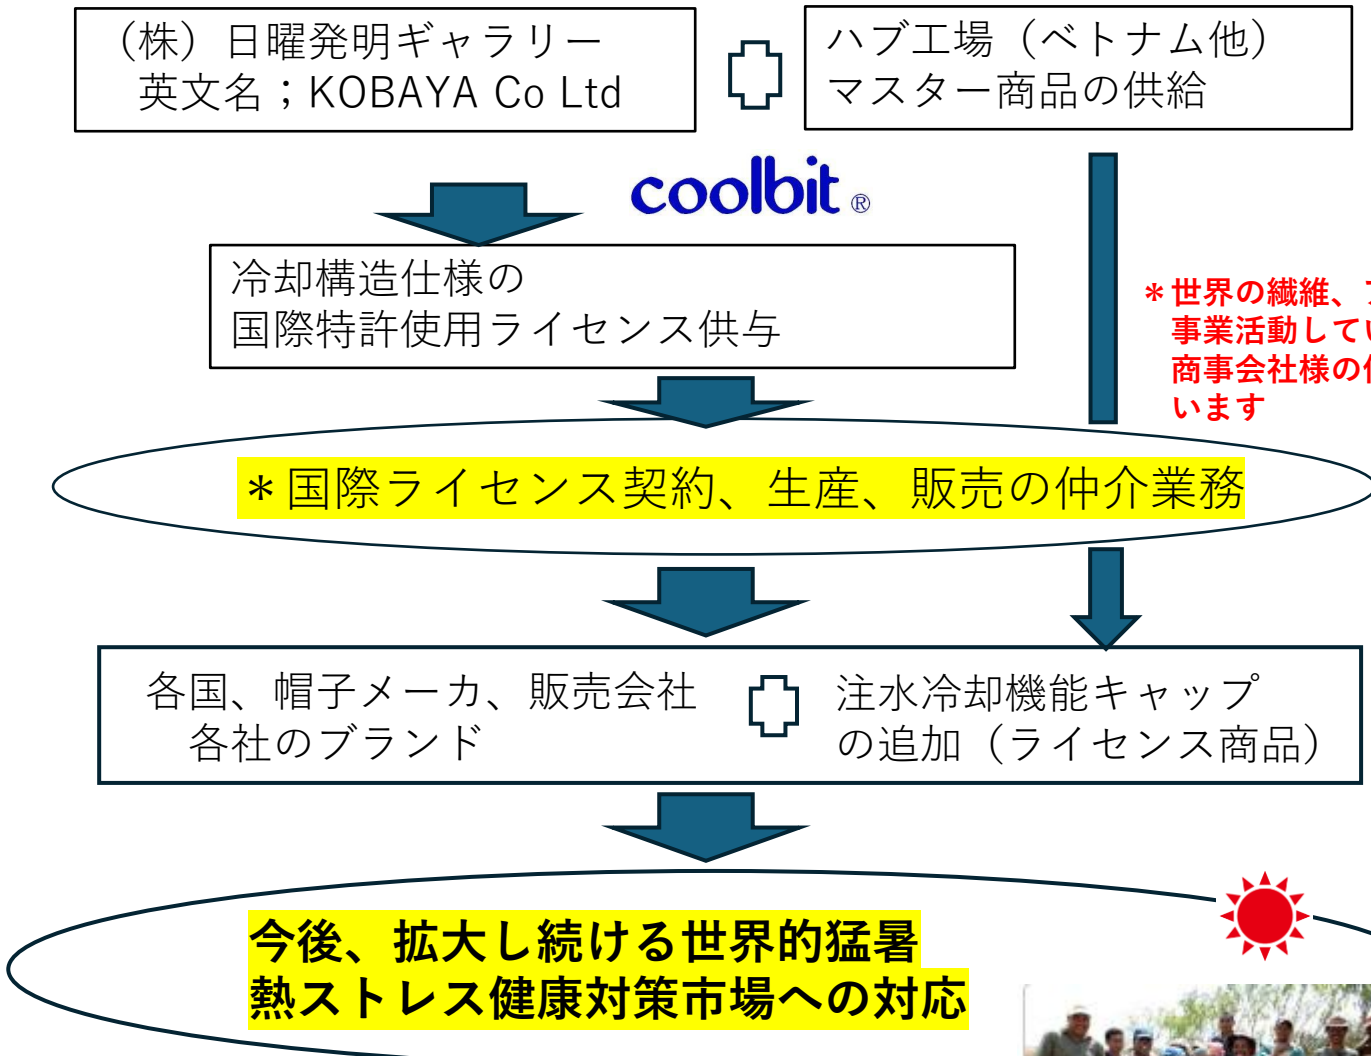 （株）日曜発明ギャラリー
英文名；KOBAYA Co Ltd
ハブ工場（ベトナム他）
マスター商品の供給
coolbit ®
冷却構造仕様の
国際特許使用ライセンス供与
＊世界の繊維、
事業活動してい
商事会社様の
います
＊国際ライセンス契約、生産、販売の仲介業務
各国、帽子メーカ、販売会社
各社のブランド
注水冷却機能キャップ
の追加（ライセンス商品）
今後、拡大し続ける世界的猛暑
熱ストレス健康対策市場への対応